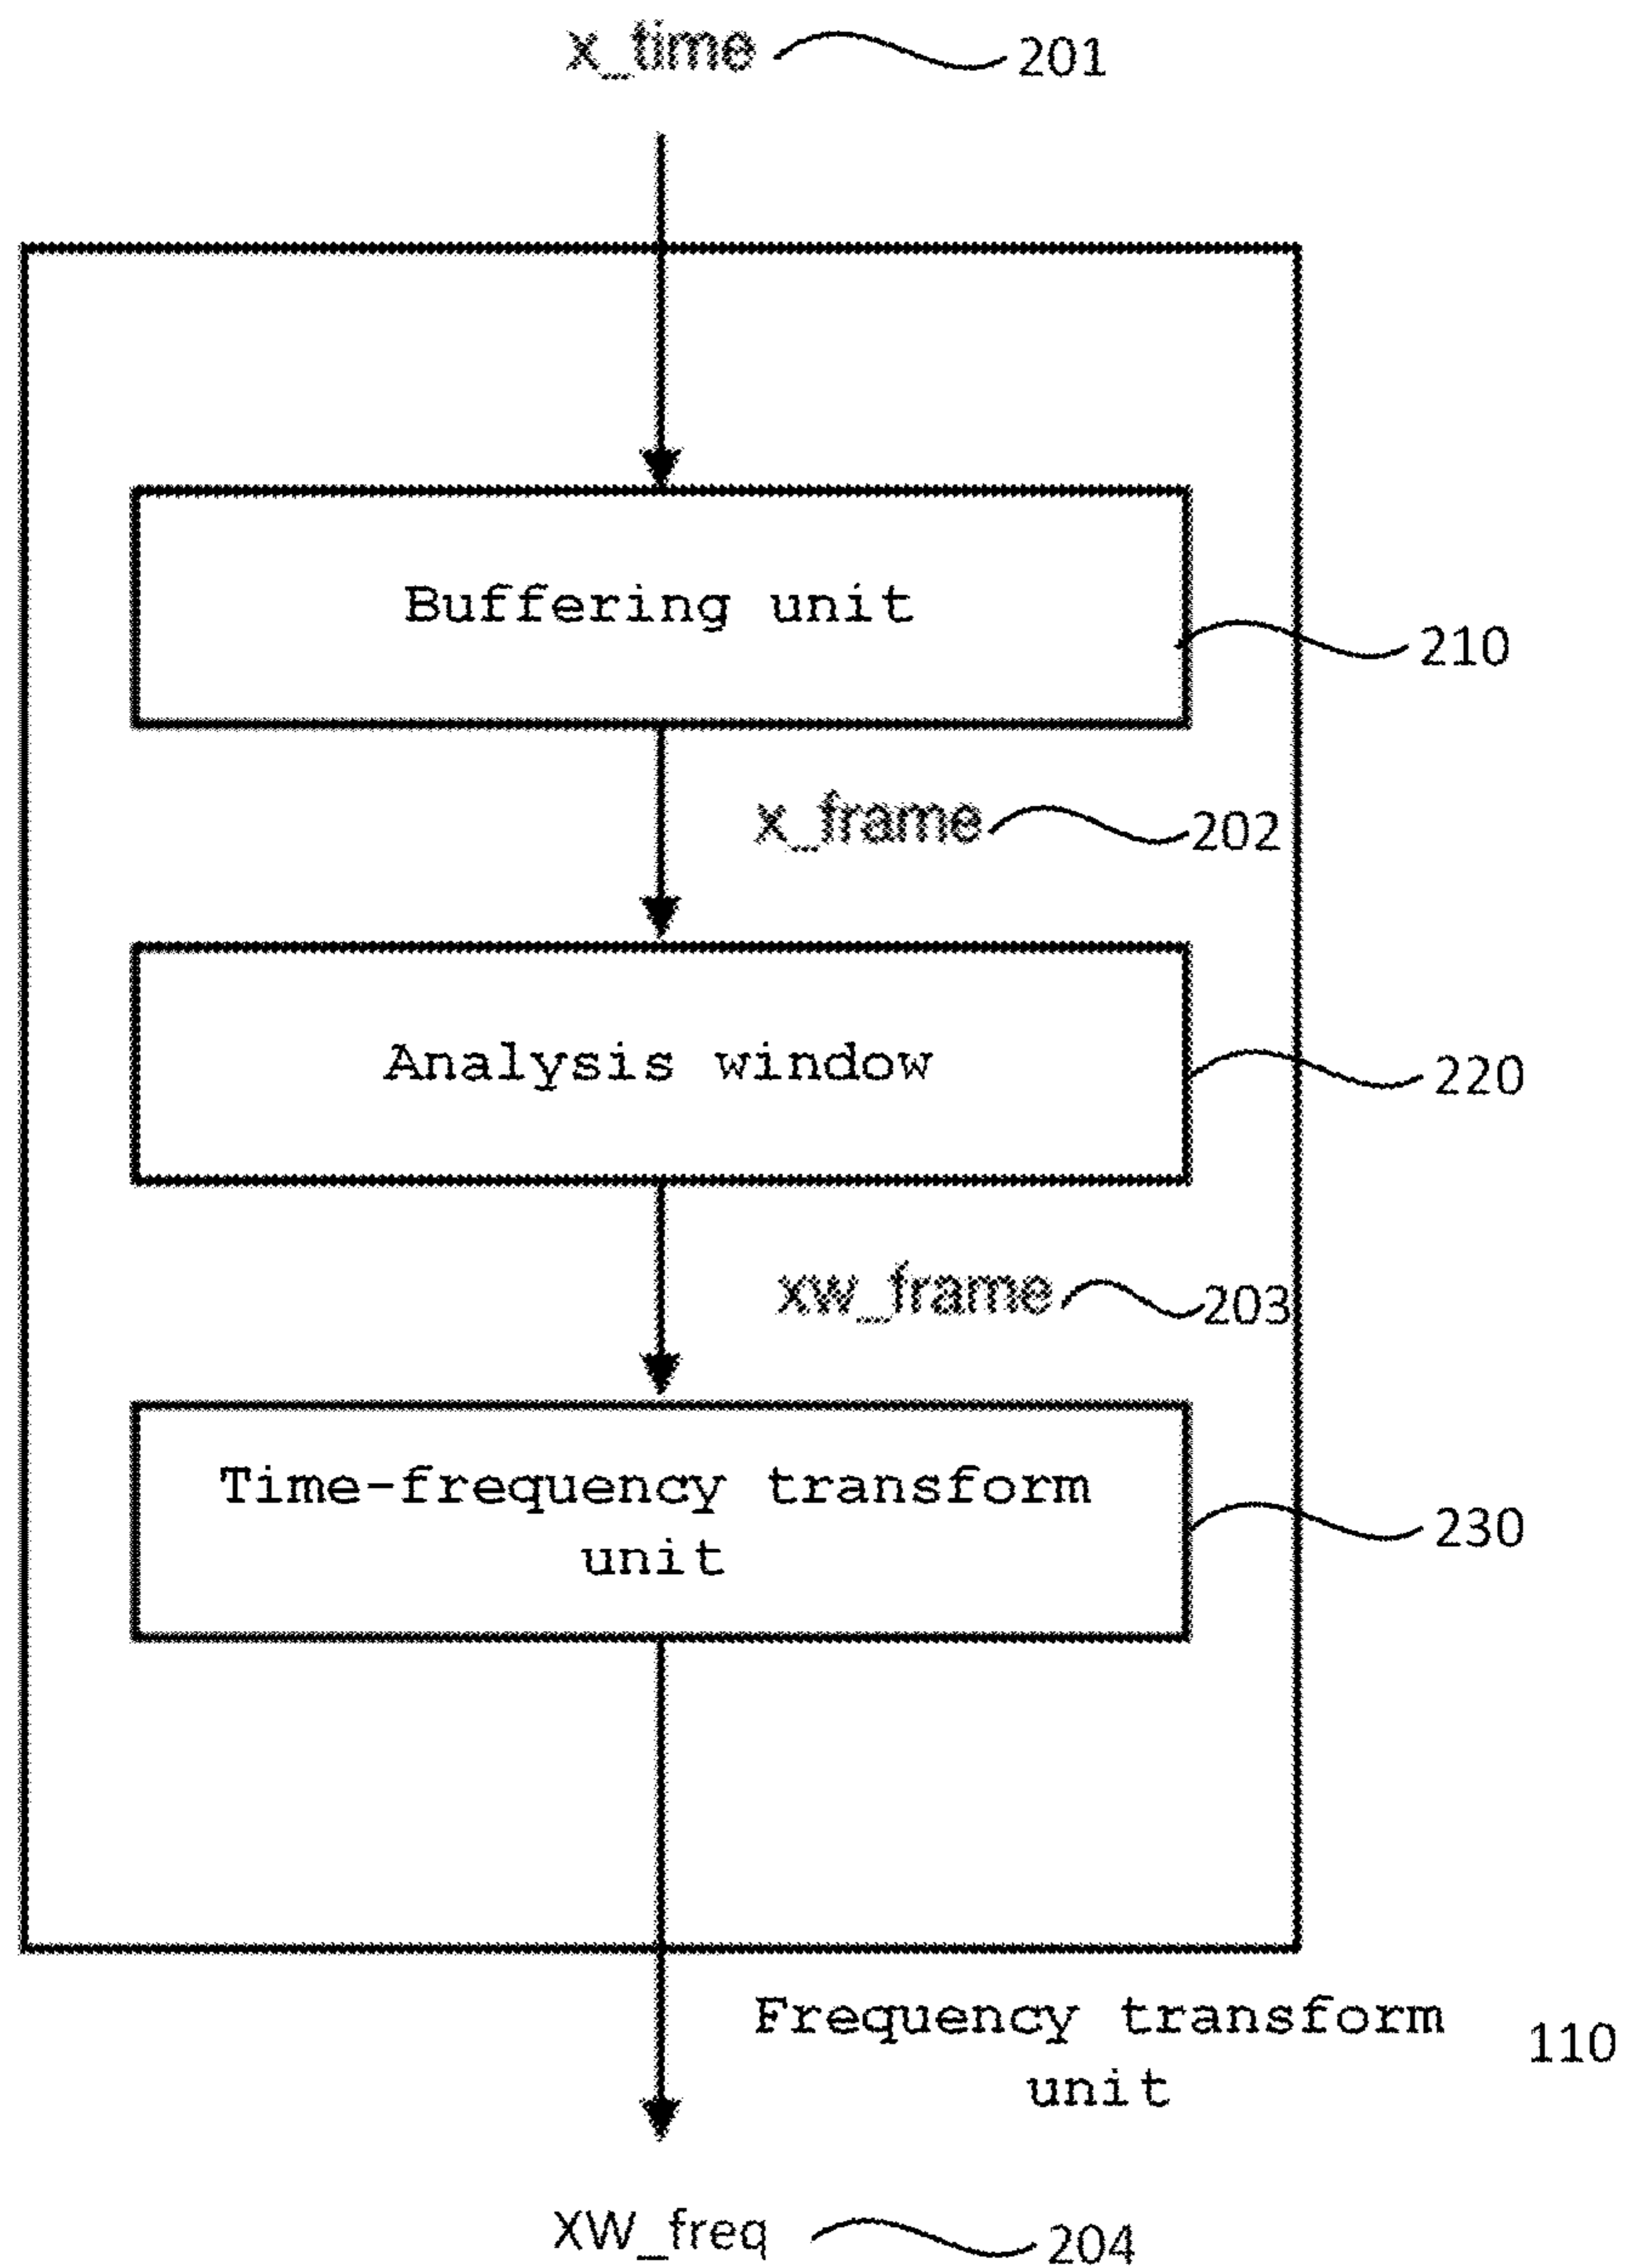 x_time 201
Buffering unit
210
x_frame 202
Analysis window
220
xw_frame 203
Time-frequency transform
unit
230
Frequency transform
unit
110
XW_freq 204